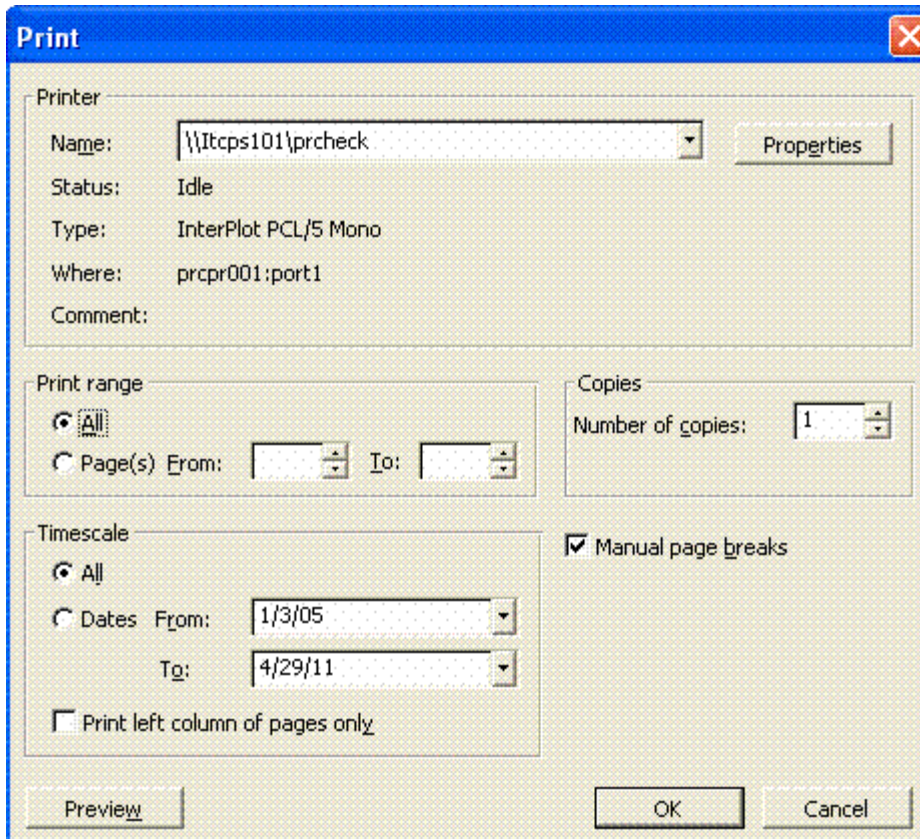 Print
Printer
Name: \\Itcps101\prcheck Properties
Status: Idle
Type: InterPlot PCL/5 Mono
Where: prcpr001:port1
Comment:
Print range
All
Page(s) From: To:
Copies
Number of copies: 1
Timescale
All
Dates From: 1/3/05
To: 4/29/11
Print left column of pages only
Manual page breaks
Preview OK Cancel